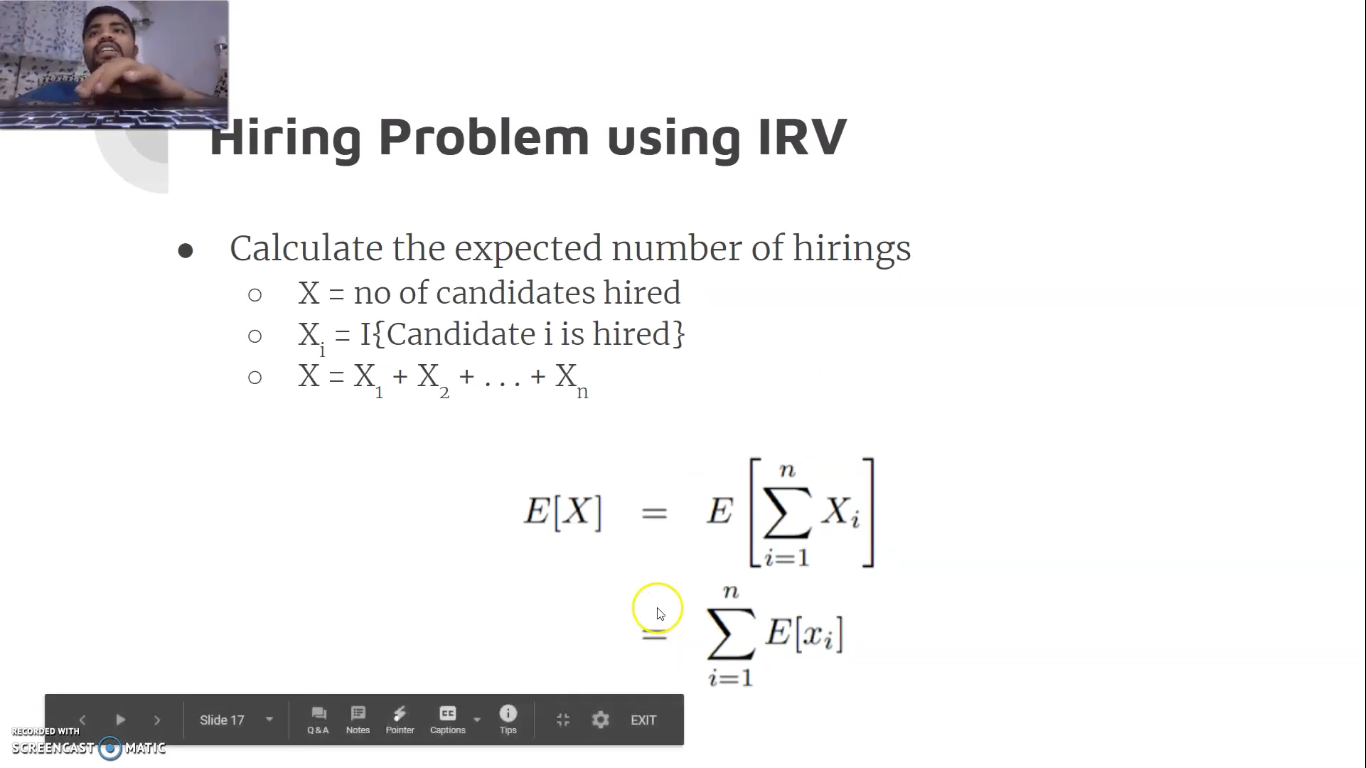 Hiring Problem using IRV
● Calculate the expected number of hirings
○ X = no of candidates hired
○ X_i = I{Candidate i is hired}
○ X = X_1 + X_2 + . . . + X_n
E[X] = E [ \sum_{i=1}^{n} X_i ]
= \sum_{i=1}^{n} E[x_i]
Slide 17 Q & A Notes Pointer Captions Tips EXIT
RECORDED WITH
SCREENCAST MATIC